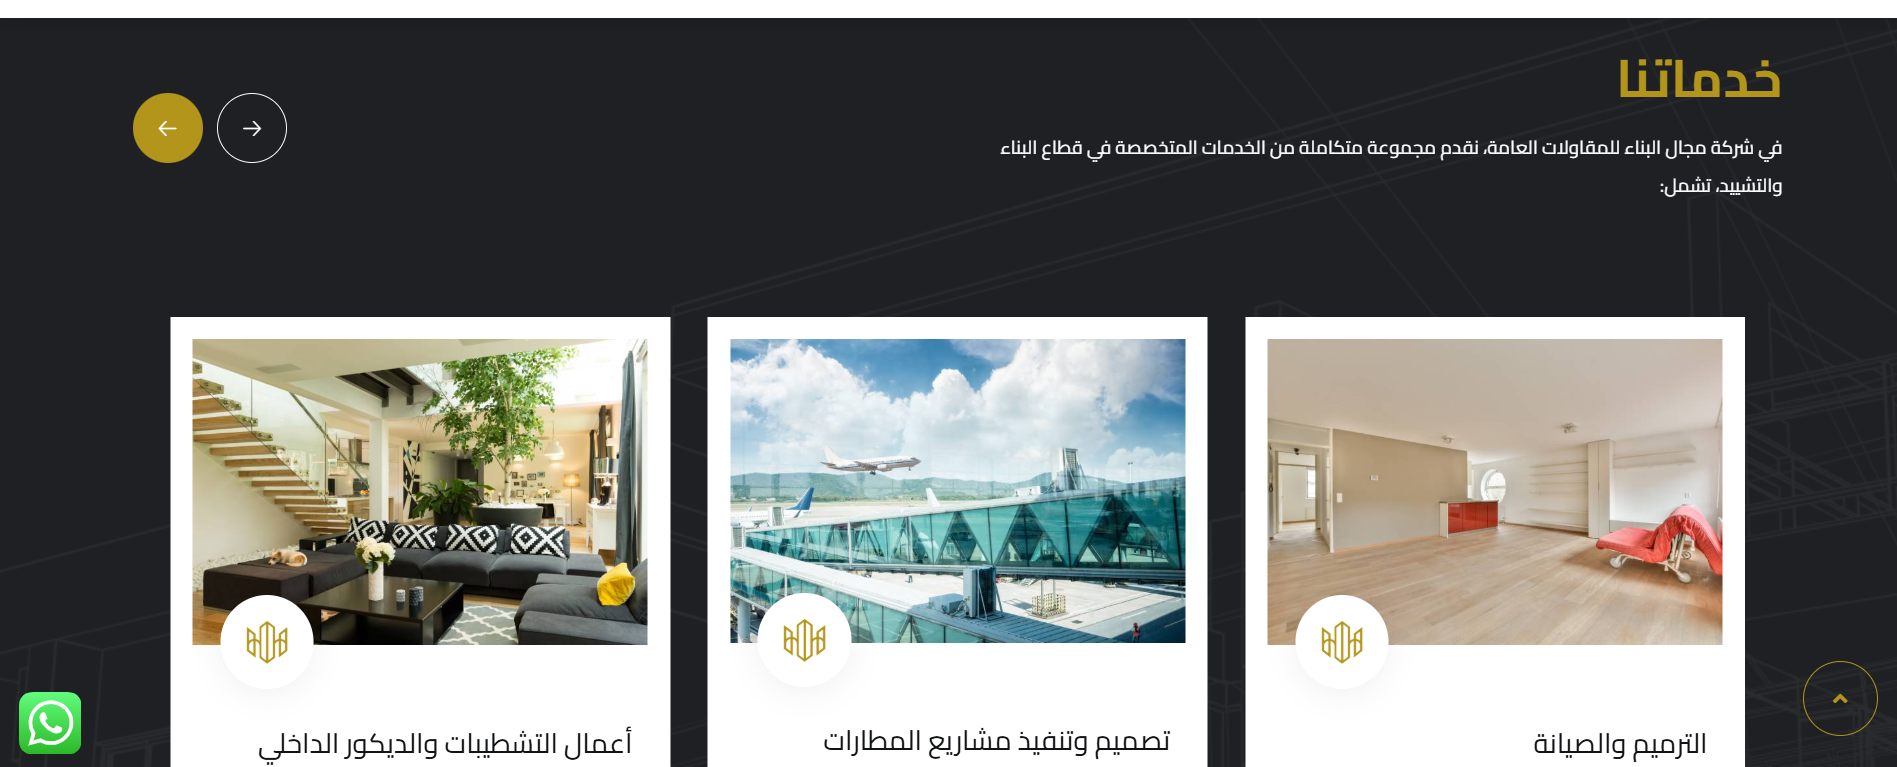 خدماتنا
في شركة مجال البناء للمقاولات العامة، نقدم مجموعة متكاملة من الخدمات المتخصصة في قطاع البناء
والتشييد، تشمل:
الترميم والصيانة
تصميم وتنفيذ مشاريع المطارات
أعمال التشطيبات والديكور الداخلي